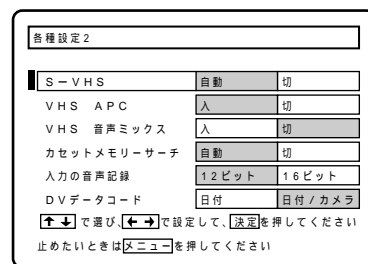 各種設定2
S－VHS 自動 切
VHS APC 入 切
VHS 音声ミックス 入 切
カセットメモリーサーチ 自動 切
入力の音声記録 12ビット 16ビット
DVデータコード 日付 日付/カメラ
↑↓で選び、←→で設定して、決定を押してください
止めたいときはメニューを押してください